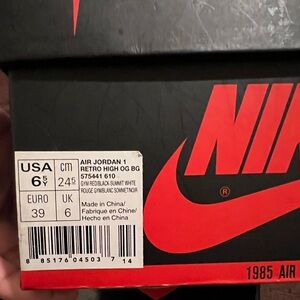 NIK
®
USA
6 5 Y
cm
24 5
EURO
39
UK
6
AIR JORDAN 1
RETRO HIGH OG BG
575441 610
GYM RED/BLACK-SUMMIT WHITE
ROUGE GYM/BLANC SOMMET/NOIR
Made in China/
Fabriqué en Chine/
Hecho en China
8 85176 04503 7 14
1985 AIR